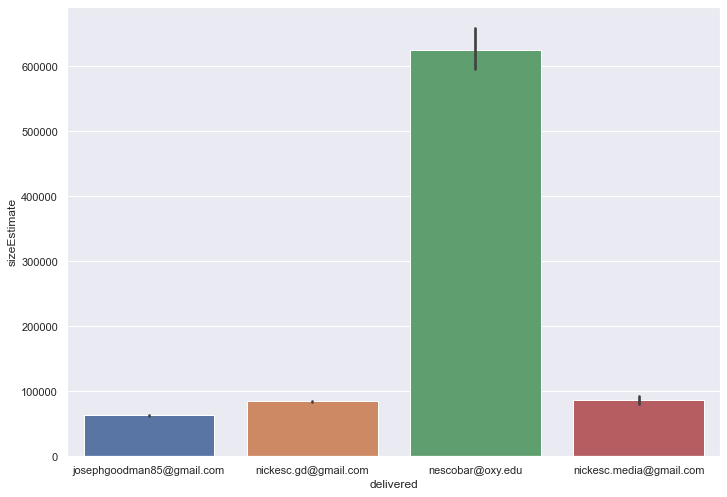 600000
500000
400000
300000
200000
100000
0
sizeEstimate
josephgoodman85@gmail.com nickesc.gd@gmail.com nescobar@oxy.edu nickesc.media@gmail.com
delivered